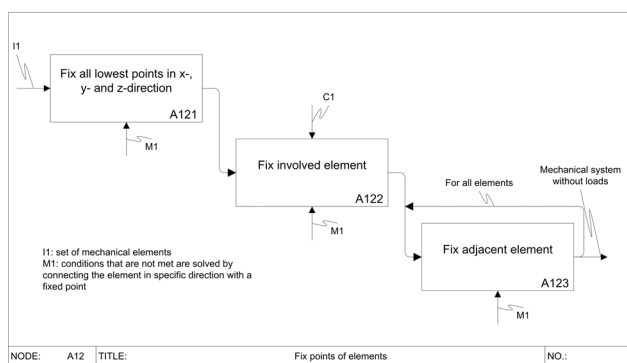 I1
Fix all lowest points in x-,
y- and z-direction
A121
M1
C1
Fix involved element
A122
M1
For all elements
Mechanical system
without loads
Fix adjacent element
A123
M1
I1: set of mechanical elements
M1: conditions that are not met are solved by
connecting the element in specific direction with a
fixed point
NODE: A12 TITLE: Fix points of elements NO.: